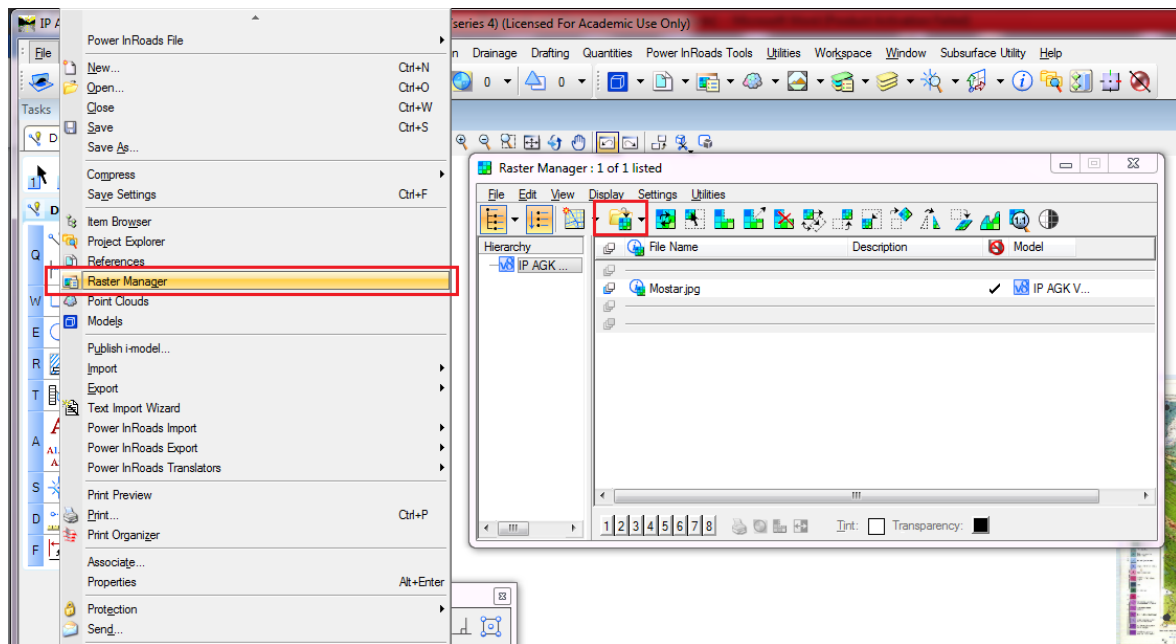 IP A
series 4) (Licensed For Academic Use Only)
File
n Drainage Drafting Quantities Power InRoads Tools Utilities Workspace Window Subsurface Utility Help
0 0
Tasks
Power InRoads File
New... Ctrl+N
Open... Ctrl+O
Close Ctrl+W
Save Ctrl+S
Save As...
Compress
Save Settings Ctrl+F
Item Browser
Project Explorer
References
Raster Manager
Point Clouds
Models
Publish i-model...
Import
Export
Text Import Wizard
Power InRoads Import
Power InRoads Export
Power InRoads Translators
Print Preview
Print... Ctrl+P
Print Organizer
Associate...
Properties Alt+Enter
Protection
Send...
D
1
D
Q
W
E
R
T
A
S
D
F
Raster Manager : 1 of 1 listed
File Edit View Display Settings Utilities
Hierarchy
IP AGK ...
File Name Description Model
Mostar.jpg IP AGK V...
1 2 3 4 5 6 7 8 Tint: Transparency: